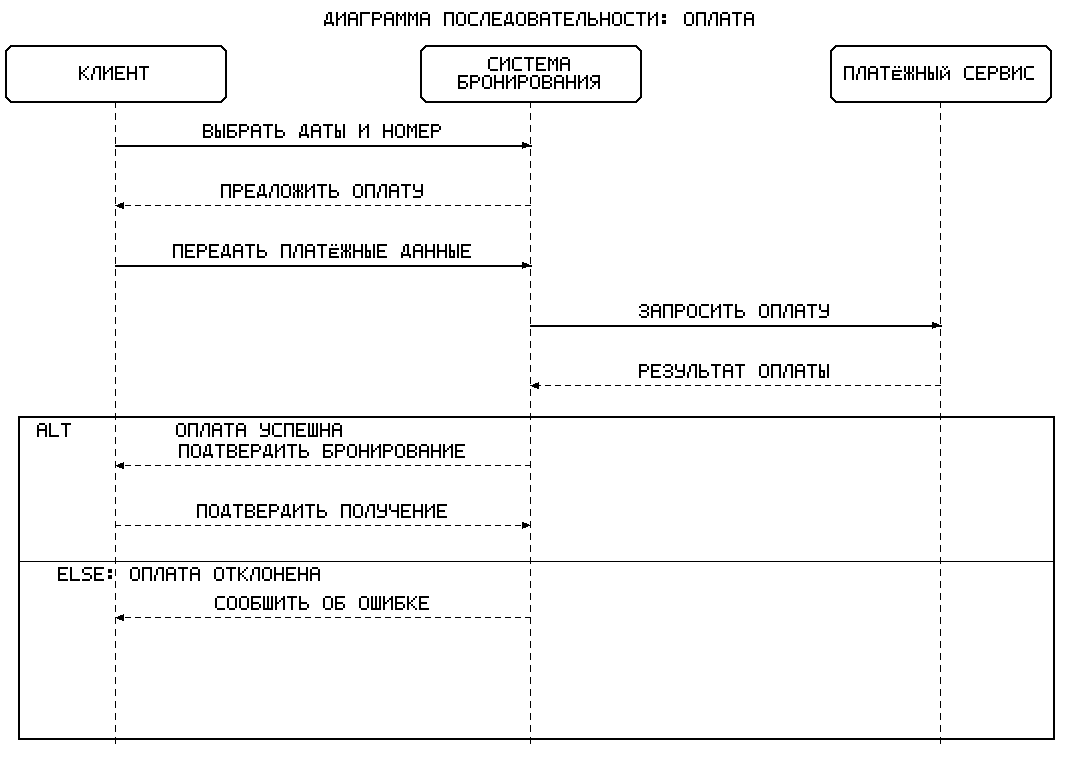 ДИАГРАММА ПОСЛЕДОВАТЕЛЬНОСТИ: ОПЛАТА
КЛИЕНТ
СИСТЕМА
БРОНИРОВАНИЯ
ПЛАТЁЖНЫЙ СЕРВИС
ВЫБРАТЬ ДАТЫ И НОМЕР
ПРЕДЛОЖИТЬ ОПЛАТУ
ПЕРЕДАТЬ ПЛАТЁЖНЫЕ ДАННЫЕ
ЗАПРОСИТЬ ОПЛАТУ
РЕЗУЛЬТАТ ОПЛАТЫ
ALT ОПЛАТА УСПЕШНА
ПОДТВЕРДИТЬ БРОНИРОВАНИЕ
ПОДТВЕРДИТЬ ПОЛУЧЕНИЕ
ELSE: ОПЛАТА ОТКЛОНЕНА
СООБШИТЬ ОБ ОШИБКЕ